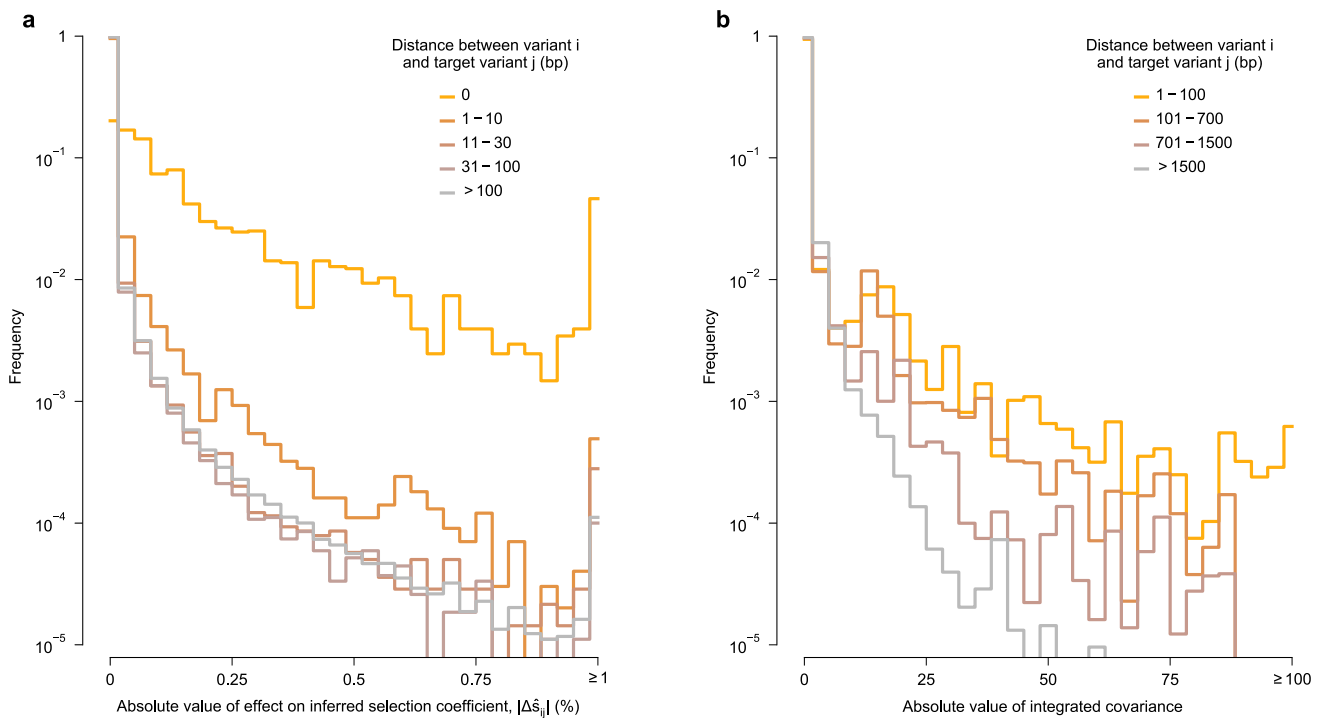 a
Distance between variant i
and target variant j (bp)
0
1 – 10
11 – 30
31 – 100
> 100
Frequency
1
10⁻¹
10⁻²
10⁻³
10⁻⁴
10⁻⁵
0
0.25
0.5
0.75
≥ 1
Absolute value of effect on inferred selection coefficient, |Δŝij| (%)
b
Distance between variant i
and target variant j (bp)
1 – 100
101 – 700
701 – 1500
> 1500
Frequency
1
10⁻¹
10⁻²
10⁻³
10⁻⁴
10⁻⁵
0
25
50
75
≥ 100
Absolute value of integrated covariance